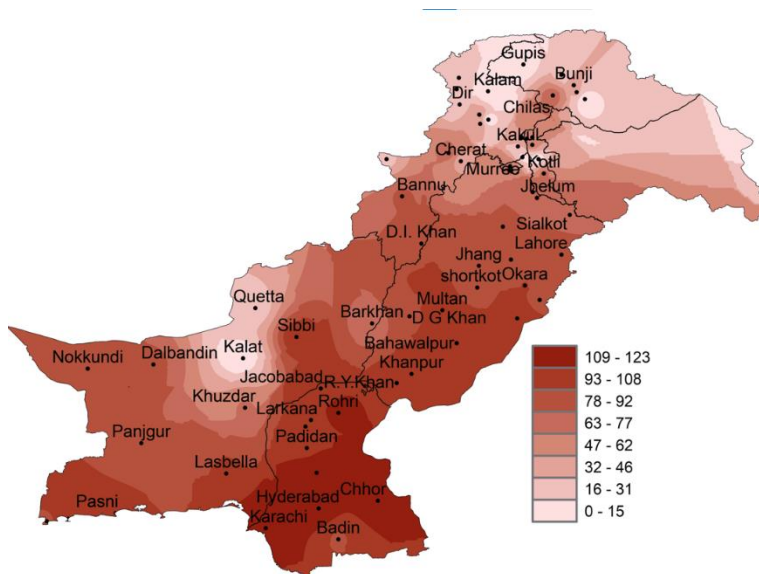 Gupis
Kalam
Bunji
Dir
Chilas
Kakul
Cherat
Kotli
Murree
Bannu
Jhelum
Sialkot
D.I. Khan
Lahore
Jhang
shortkot
Okara
Quetta
Multan
Barkhan
D G Khan
Sibbi
Bahawalpur
Nokkundi
Dalbandin
Kalat
Khanpur
Jacobabad
R.Y.Khan
Khuzdar
Larkana
Rohri
Panjgur
Padidan
Lasbella
Pasni
Hyderabad
Chhor
Karachi
Badin
109 - 123
93 - 108
78 - 92
63 - 77
47 - 62
32 - 46
16 - 31
0 - 15